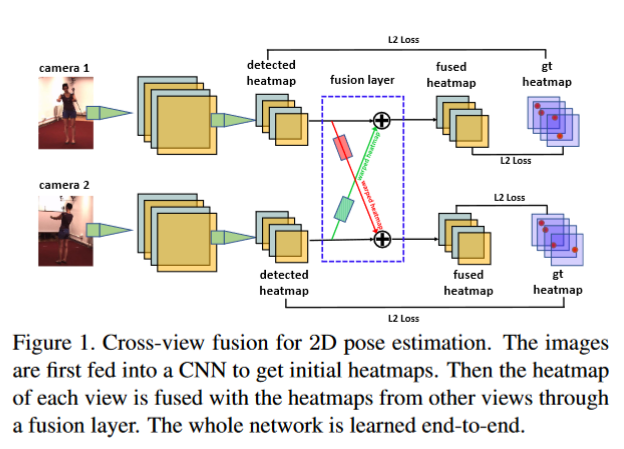 L2 Loss
camera 1
detected
heatmap
fusion layer
fused
heatmap
gt
heatmap
warped heatmap
L2 Loss
camera 2
warped heatmap
L2 Loss
detected
heatmap
fused
heatmap
gt
heatmap
L2 Loss
Figure 1. Cross-view fusion for 2D pose estimation. The images
are first fed into a CNN to get initial heatmaps. Then the heatmap
of each view is fused with the heatmaps from other views through
a fusion layer. The whole network is learned end-to-end.